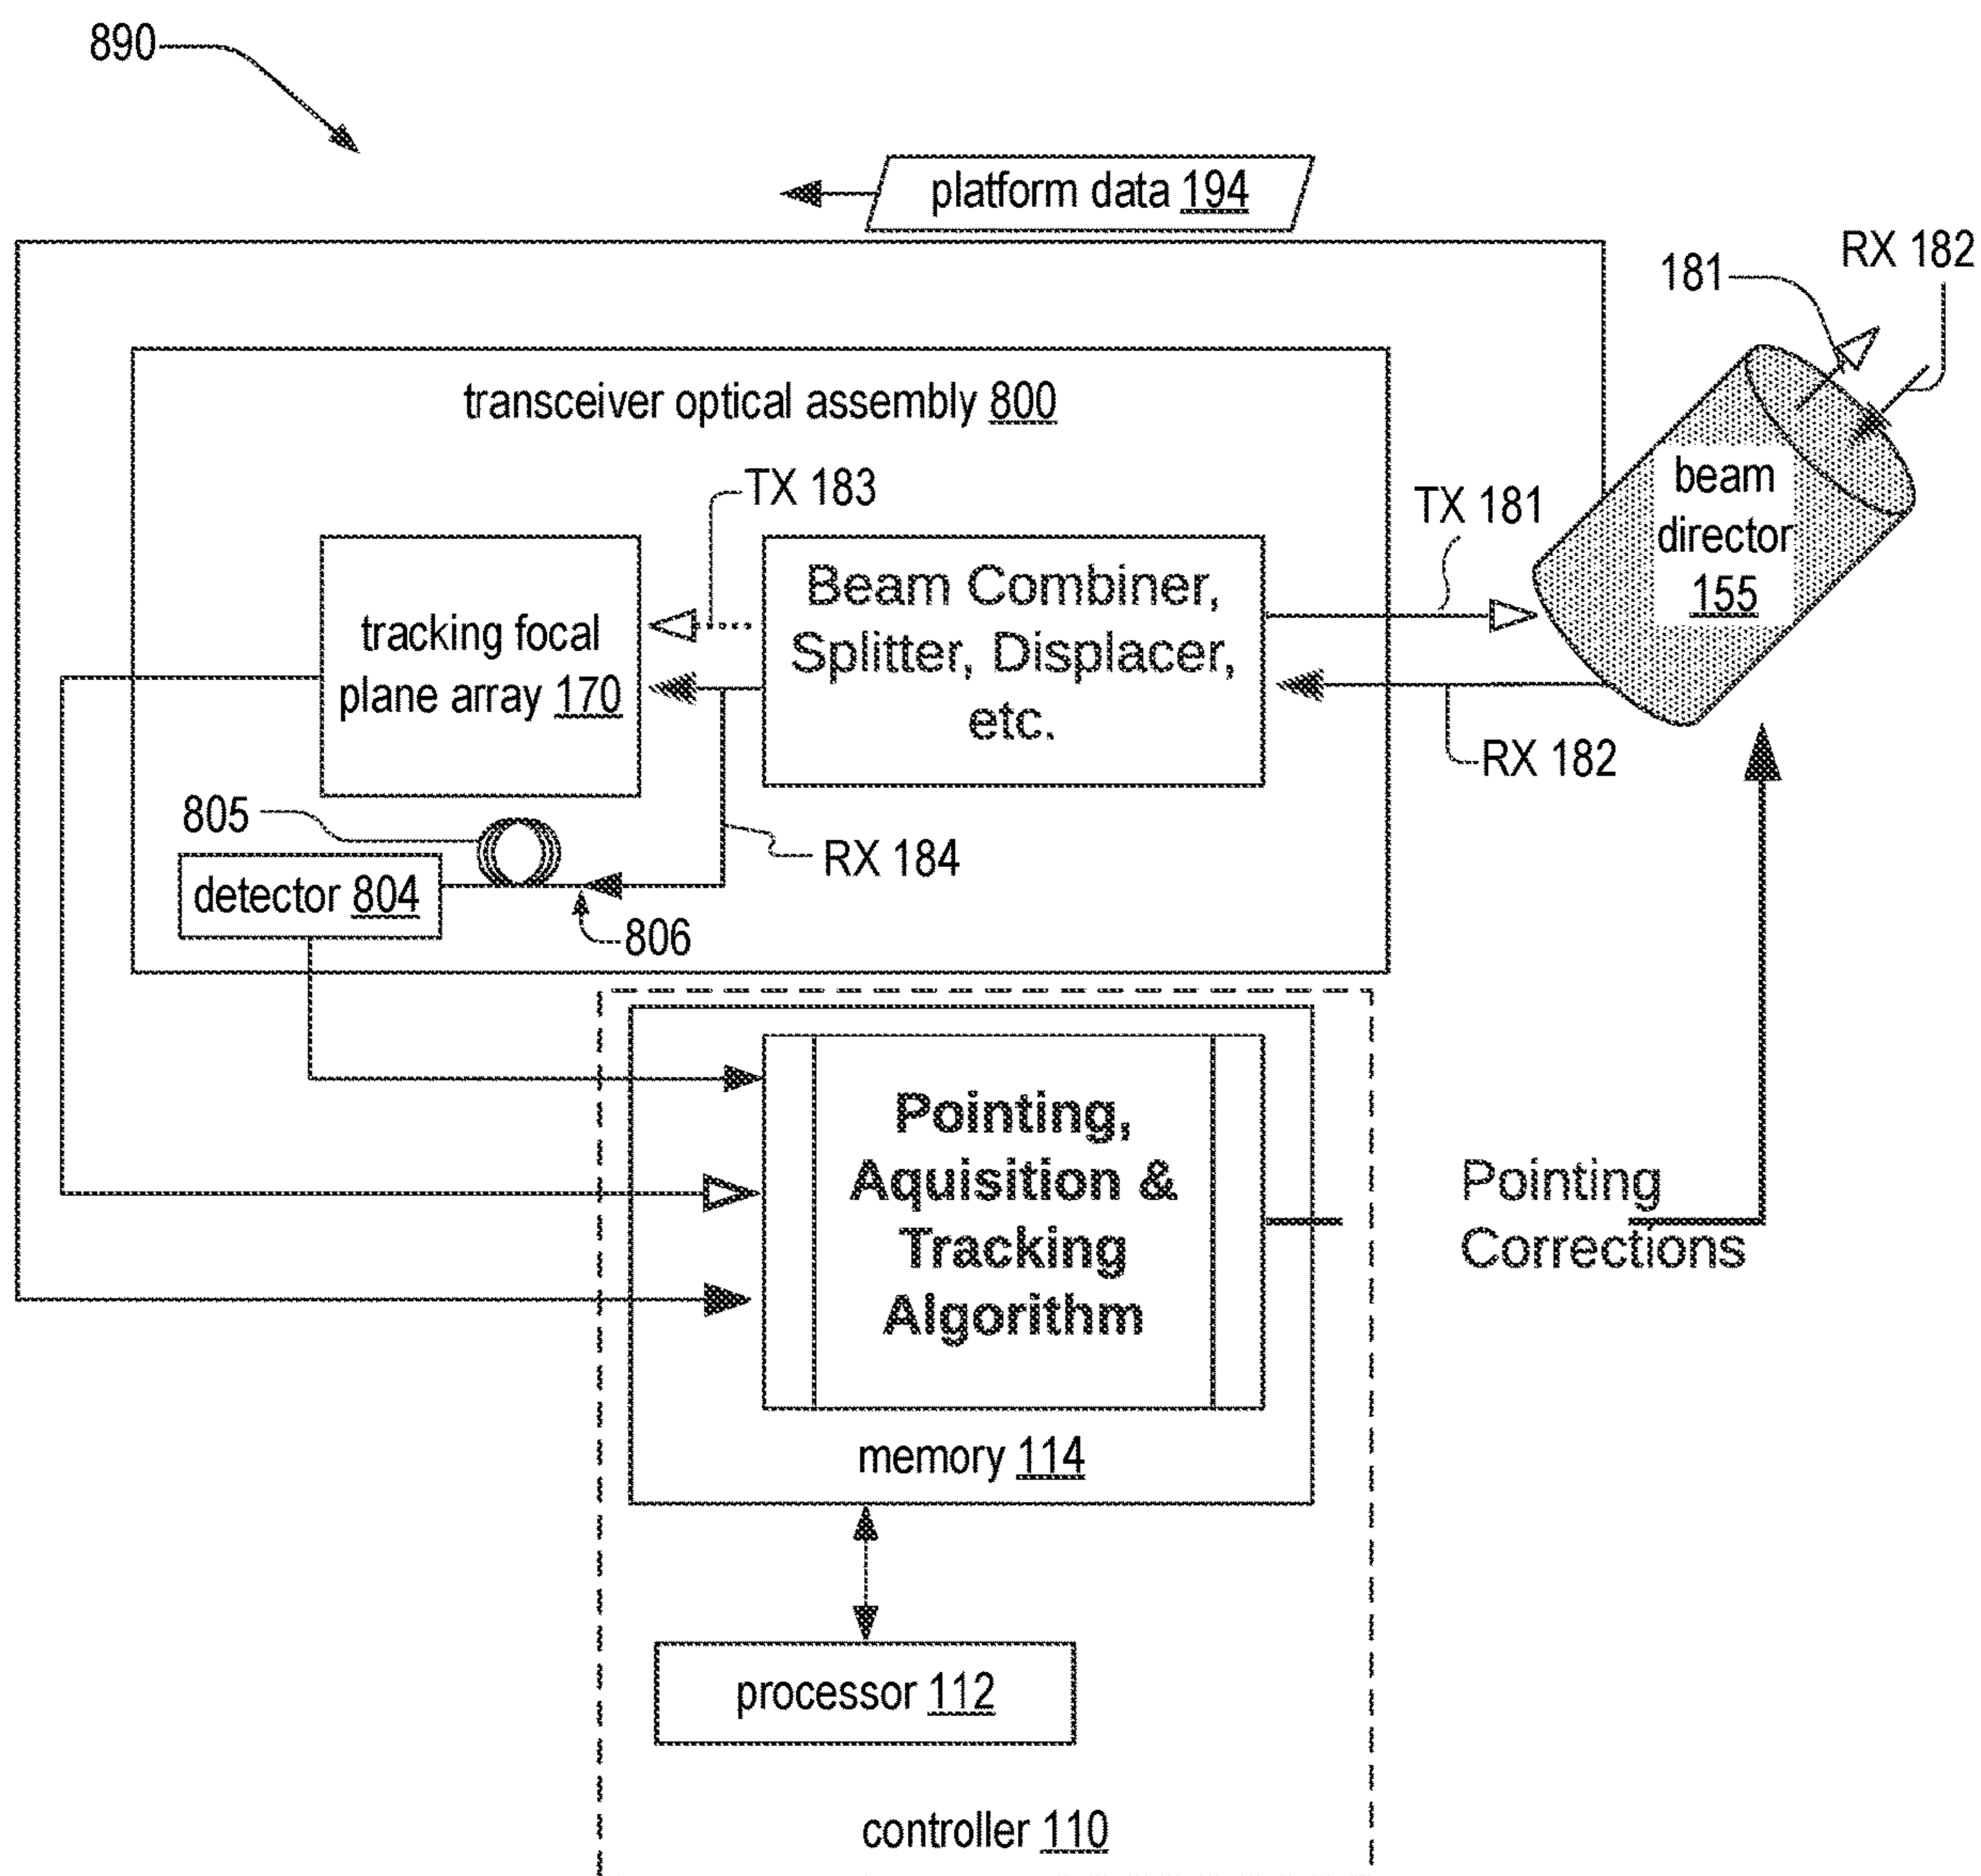 890
platform data 194
RX 182
181
transceiver optical assembly 800
TX 183
TX 181
beam
director
155
Beam Combiner,
Splitter, Displacer,
etc.
tracking focal
plane array 170
RX 182
805
RX 184
detector 804
806
Pointing,
Aquisition &
Tracking
Algorithm
Pointing
Corrections
memory 114
processor 112
controller 110